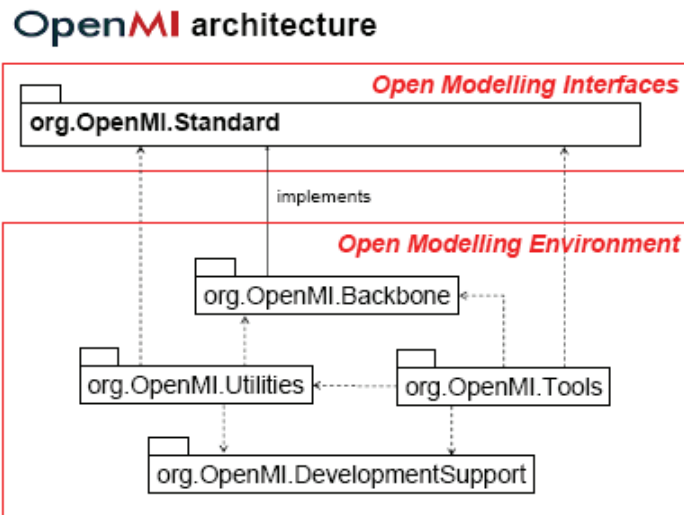 OpenMI architecture
Open Modelling Interfaces
org.OpenMI.Standard
implements
Open Modelling Environment
org.OpenMI.Backbone
org.OpenMI.Utilities
org.OpenMI.Tools
org.OpenMI.DevelopmentSupport